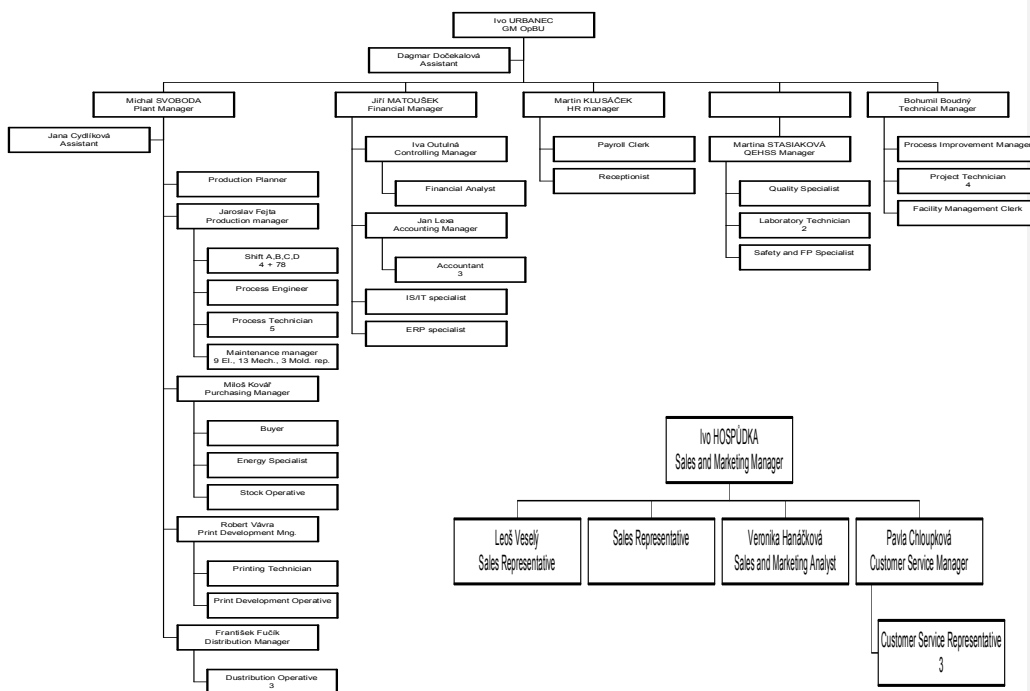 Ivo URBANEC
GM OpBU
Dagmar Dočekalová
Assistant
Michal SVOBODA
Plant Manager
Jiří MATOUŠEK
Financial Manager
Martin KLUSÁČEK
HR manager
Bohumil Boudný
Technical Manager
Jana Cydlíková
Assistant
Production Planner
Jaroslav Fejta
Production manager
Shift A,B,C,D
4 + 78
Process Engineer
Process Technician
5
Maintenance manager
9 El., 13 Mech., 3 Mold. rep.
Miloš Kovář
Purchasing Manager
Buyer
Energy Specialist
Stock Operative
Robert Vávra
Print Development Mng.
Printing Technician
Print Development Operative
František Fučík
Distribution Manager
Dustribution Operative
3
Iva Outulná
Controlling Manager
Financial Analyst
Jan Lexa
Accounting Manager
Accountant
3
IS/IT specialist
ERP specialist
Payroll Clerk
Receptionist
Martina STASIAKOVÁ
QEHSS Manager
Quality Specialist
Laboratory Technician
2
Safety and FP Specialist
Process Improvement Manager
Project Technician
4
Facility Management Clerk
Ivo HOSPŮDKA
Sales and Marketing Manager
Leoš Veselý
Sales Representative
Sales Representative
Veronika Hanáčková
Sales and Marketing Analyst
Pavla Chloupková
Customer Service Manager
Customer Service Representative
3